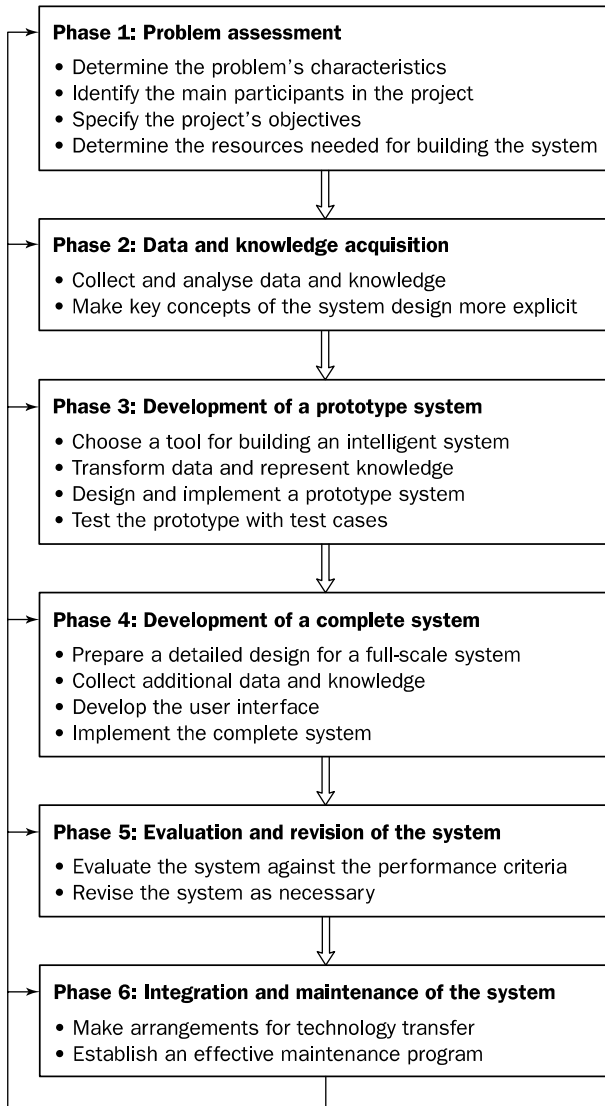 Phase 1: Problem assessment
• Determine the problem's characteristics
• Identify the main participants in the project
• Specify the project's objectives
• Determine the resources needed for building the system
Phase 2: Data and knowledge acquisition
• Collect and analyse data and knowledge
• Make key concepts of the system design more explicit
Phase 3: Development of a prototype system
• Choose a tool for building an intelligent system
• Transform data and represent knowledge
• Design and implement a prototype system
• Test the prototype with test cases
Phase 4: Development of a complete system
• Prepare a detailed design for a full-scale system
• Collect additional data and knowledge
• Develop the user interface
• Implement the complete system
Phase 5: Evaluation and revision of the system
• Evaluate the system against the performance criteria
• Revise the system as necessary
Phase 6: Integration and maintenance of the system
• Make arrangements for technology transfer
• Establish an effective maintenance program